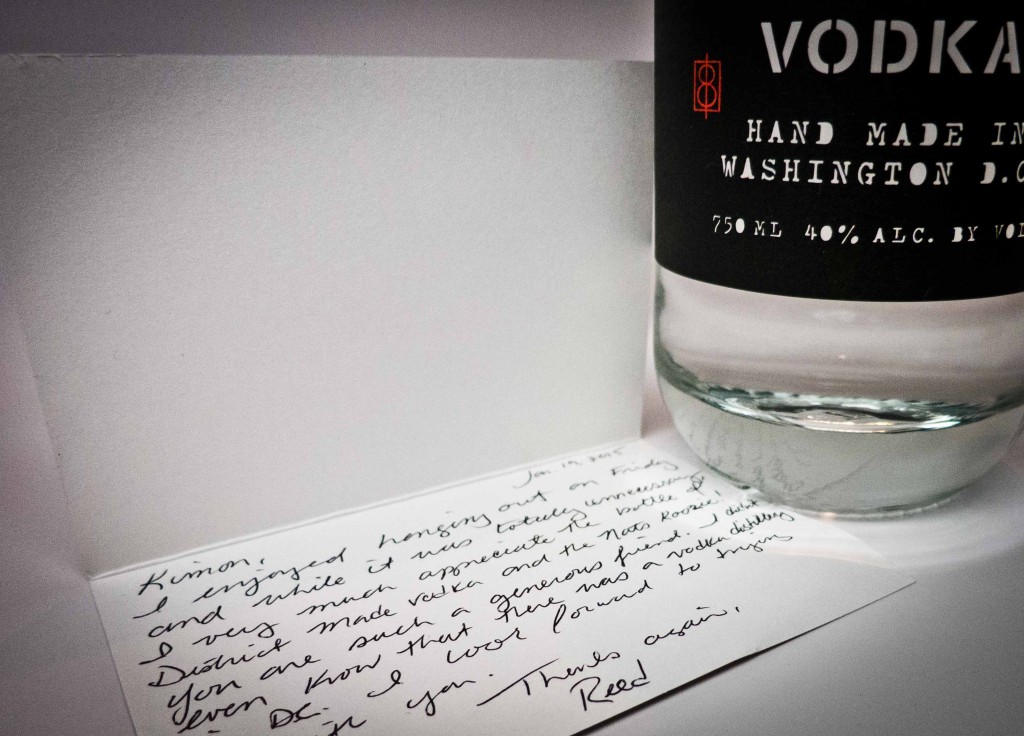 VODKA
HAND MADE IN
WASHINGTON D.C
750 ML 40% ALC. BY VOL
Jan 19, 2015
Kimon,
I enjoyed hanging out on Friday
and while it was totally unnecessary
I very much appreciate the bottle of
District made vodka and the Nats Koozie!
You are such a generous friend. I didn't
even know that there was a vodka distillery
in DC. I look forward to trying
it with you.
Thanks again,
Reed